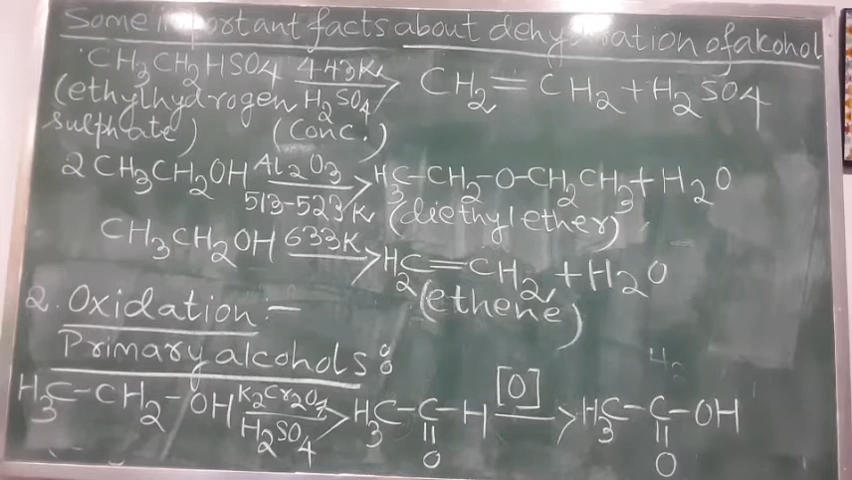 Some important facts about dehydration of alcohol
CH3CH2HSO4 443K H2SO4 (conc.) → CH2=CH2+H2SO4
(ethylhydrogen sulphate)
2CH3CH2OH Al2O3 513-523K → H3C-CH2-O-CH2CH3+H2O
(diethyl ether)
CH3CH2OH 633K → H2C=CH2+H2O
(ethene)
2. Oxidation:-
Primary alcohols:
H3C-CH2-OH K2Cr2O7 H2SO4 → H3C-C-H [O] → H3C-C-OH
O O